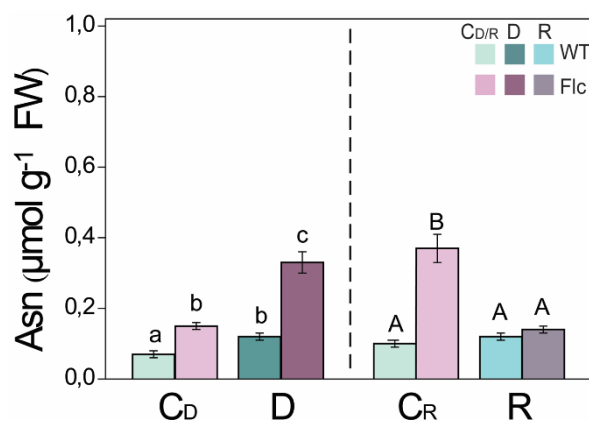 CD/R D R
WT
Flc
Asn (µmol g-1 FW)
1,0
0,8
0,6
0,4
0,2
0,0
a b b c A B A A
CD D CR R